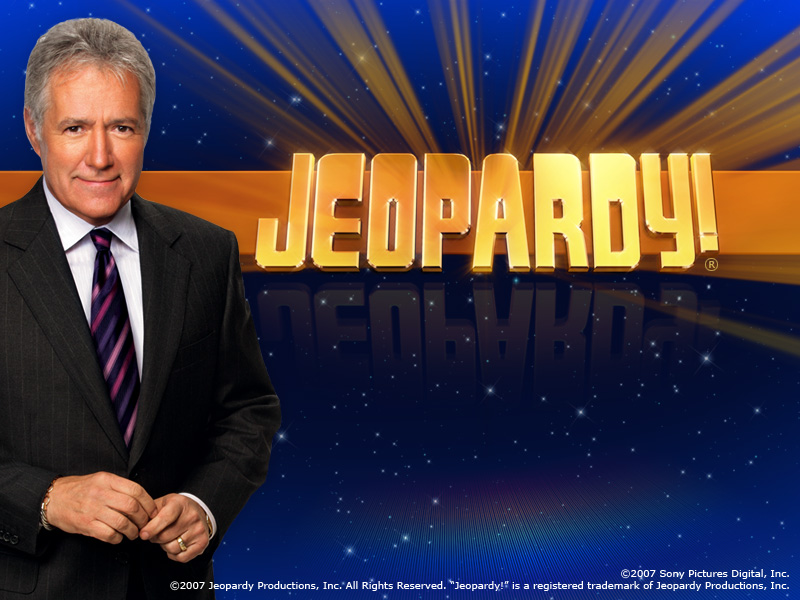 JEOPARDY!
®
©2007 Sony Pictures Digital, Inc.
©2007 Jeopardy Productions, Inc. All Rights Reserved. “Jeopardy!” is a registered trademark of Jeopardy Productions, Inc.